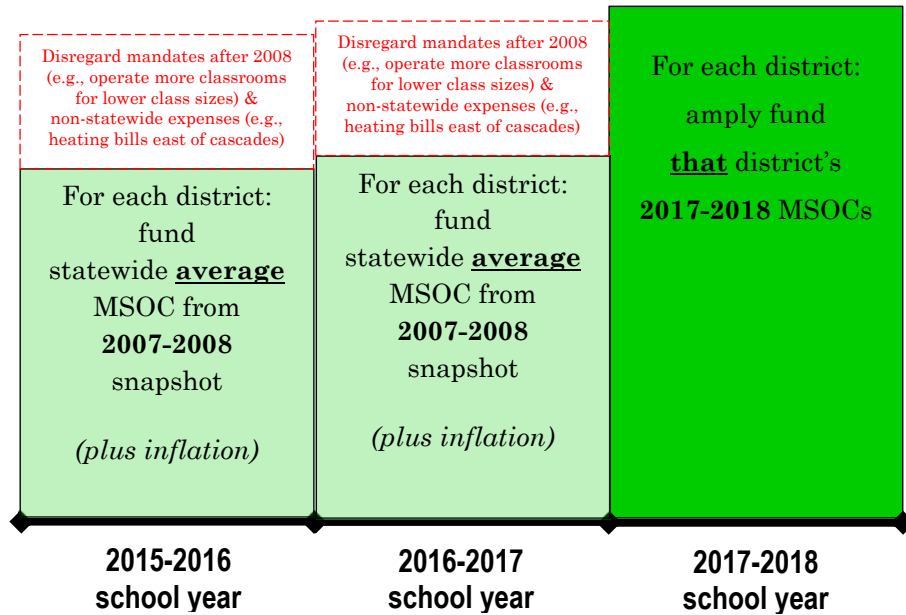 Disregard mandates after 2008
(e.g., operate more classrooms
for lower class sizes) &
non-statewide expenses (e.g.,
heating bills east of cascades)
For each district:
fund
statewide average
MSOC from
2007-2008
snapshot
(plus inflation)
2015-2016
school year
Disregard mandates after 2008
(e.g., operate more classrooms
for lower class sizes) &
non-statewide expenses (e.g.,
heating bills east of cascades)
For each district:
fund
statewide average
MSOC from
2007-2008
snapshot
(plus inflation)
2016-2017
school year
For each district:
amply fund
that district's
2017-2018 MSOCs
2017-2018
school year